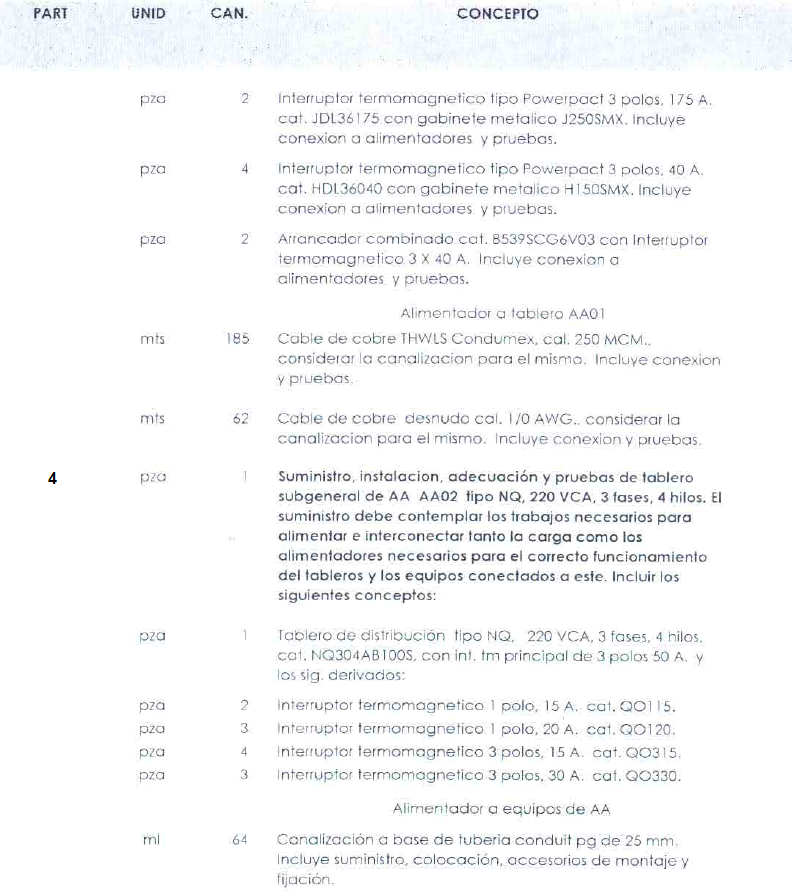 PART UNID CAN. CONCEPTO
pza 2 Interruptor termomagnetico tipo Powerpact 3 polos, 175 A.
cat. JDL36175 con gabinete metalico J250SMX. Incluye
conexion a alimentadores y pruebas.
pza 4 Interruptor termomagnetico tipo Powerpact 3 polos, 40 A.
cat. HDL36040 con gabinete metalico H150SMX. Incluye
conexion a alimentadores y pruebas.
pza 2 Arrancador combinado cat. 8539SCG6V03 con Interruptor
termomagnetico 3 X 40 A. Incluye conexion a
alimentadores y pruebas.
Alimentador a tablero AA01
mts 185 Cable de cobre THWLS Condumex, cal. 250 MCM.,
considerar la canalizacion para el mismo. Incluye conexion
y pruebas.
mts 62 Cable de cobre desnudo cal. 1/0 AWG., considerar la
canalizacion para el mismo. Incluye conexion y pruebas.
4 pza 1 Suministro, instalacion, adecuación y pruebas de tablero
subgeneral de AA AA02 tipo NQ, 220 VCA, 3 fases, 4 hilos. El
suministro debe contemplar los trabajos necesarios para
alimentar e interconectar tanto la carga como los
alimentadores necesarios para el correcto funcionamiento
del tableros y los equipos conectados a este. Incluir los
siguientes conceptos:
pza 1 Tablero de distribución tipo NQ, 220 VCA, 3 fases, 4 hilos,
cat. NQ304AB100S, con int. tm principal de 3 polos 50 A. y
los sig. derivados:
pza 2 Interruptor termomagnetico 1 polo, 15 A. cat. QO115.
pza 3 Interruptor termomagnetico 1 polo, 20 A. cat. QO120.
pza 4 Interruptor termomagnetico 3 polos, 15 A. cat. QO315.
pza 3 Interruptor termomagnetico 3 polos, 30 A. cat. QO330.
Alimentador a equipos de AA
ml 64 Canalización a base de tuberia conduit pg de 25 mm.
Incluye suministro, colocación, accesorios de montaje y
fijación.